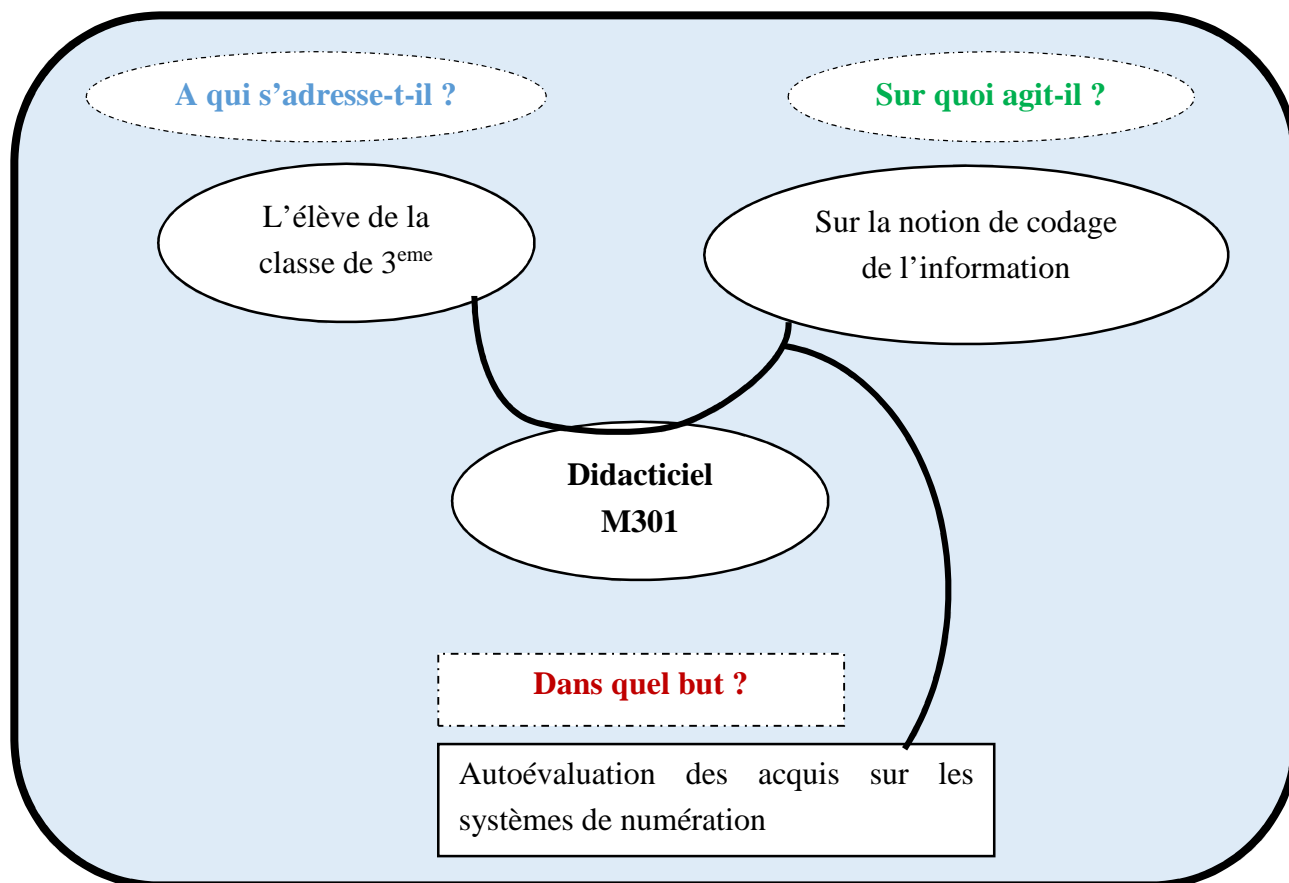 A qui s’adresse-t-il ?
Sur quoi agit-il ?
L’élève de la
classe de 3eme
Sur la notion de codage
de l’information
Didacticiel
M301
Dans quel but ?
Autoévaluation des acquis sur les
systèmes de numération